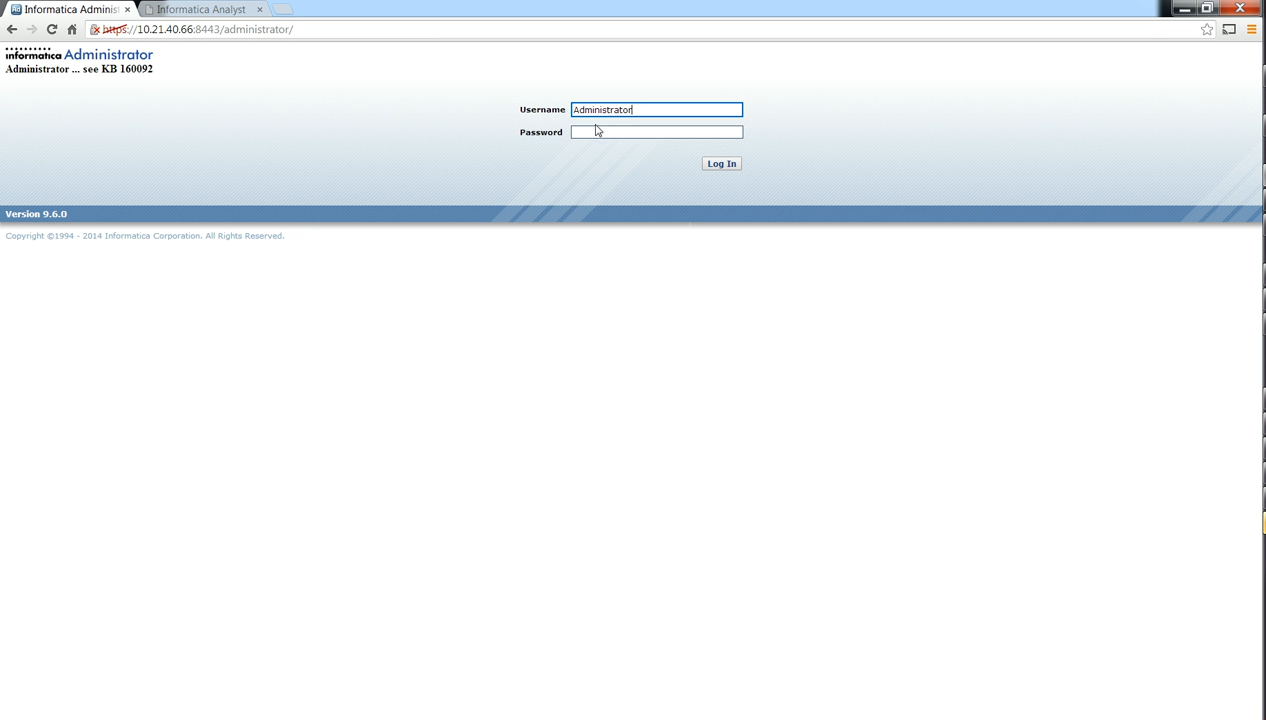 Informatica Adminis
Informatica Analyst
https://10.21.40.66:8443/administrator/
informatica Administrator
Administrator ... see KB 160092
Username Administrator
Password
Log In
Version 9.6.0
Copyright ©1994 - 2014 Informatica Corporation. All Rights Reserved.